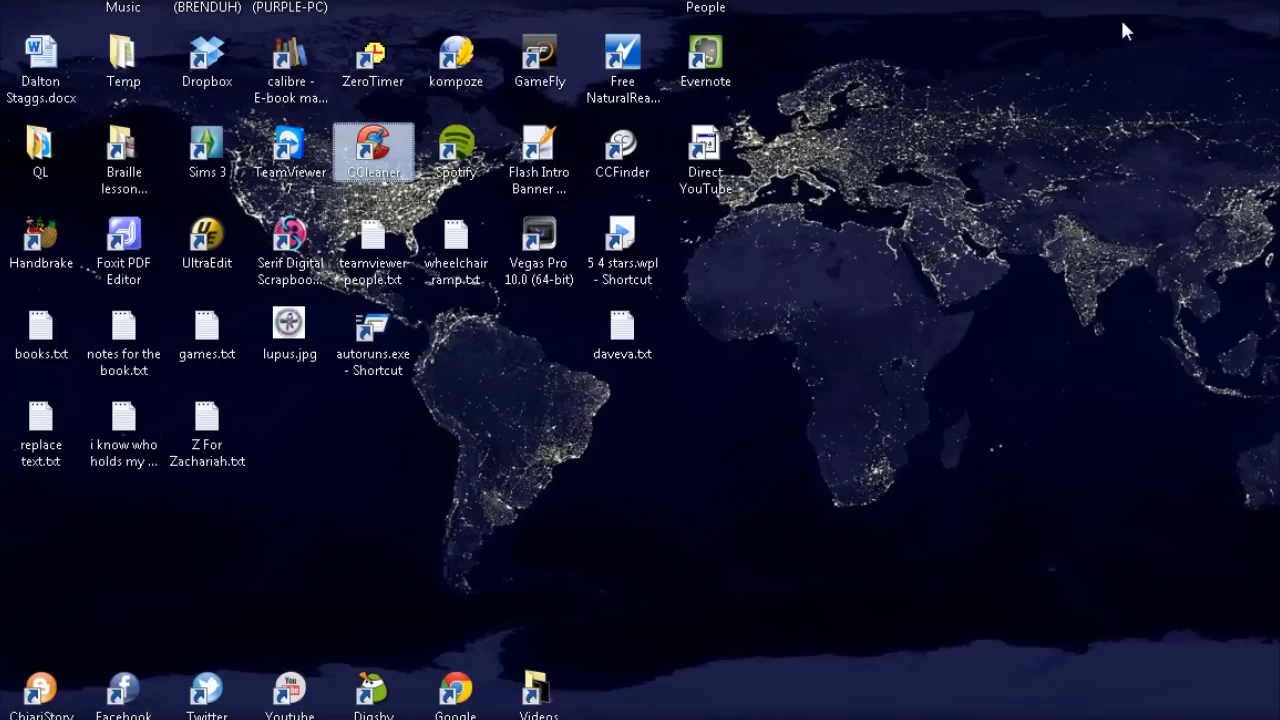 Music
(BRENDUH)
(PURPLE-PC)
People
Dalton
Staggs.docx
Temp
Dropbox
calibre -
E-book ma...
ZeroTimer
kompoze
GameFly
Free
NaturalRea...
Evernote
QL
Braille
lesson...
Sims 3
TeamViewer
7
CCleaner
Spotify
Flash Intro
Banner ...
CCFinder
Direct
YouTube
Handbrake
Foxit PDF
Editor
UltraEdit
Serif Digital
Scrapboo...
teamviewer
people.txt
wheelchair
ramp.txt
Vegas Pro
10.0 (64-bit)
5 4 stars.wpl
- Shortcut
books.txt
notes for the
book.txt
games.txt
lupus.jpg
autoruns.exe
- Shortcut
daveva.txt
replace
text.txt
i know who
holds my ...
Z For
Zachariah.txt
ChiariStory
Facebook
Twitter
Youtube
Digsby
Google
Videos